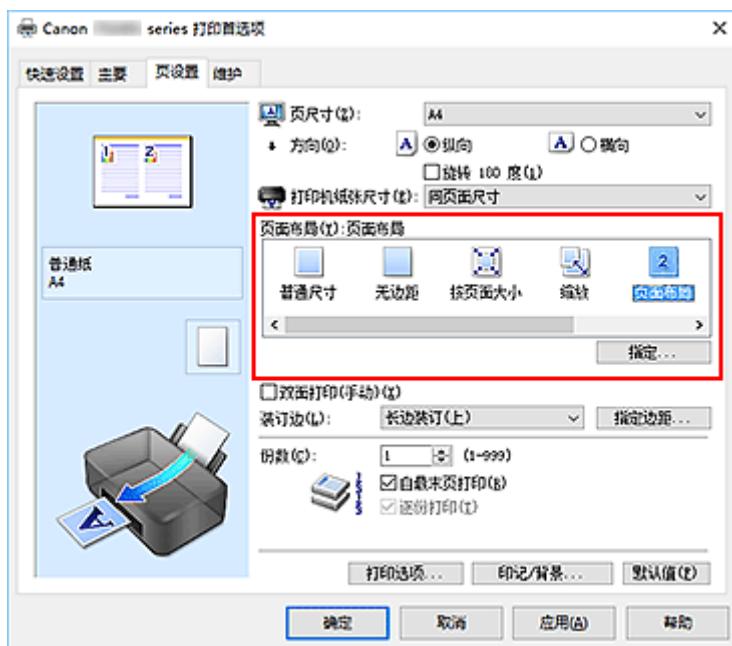 Canon series 打印首选项
快速设置 主要 页设置 维护
页尺寸(Z): A4
方向(O): A 纵向 A 横向
旋转 180 度(L)
打印机纸张尺寸(E): 同页面尺寸
页面布局(Y):页面布局
普通尺寸 无边距 按页面大小 缩放 页面布局
指定...
1 2
普通纸
A4
双面打印(手动)(X)
装订边(L): 长边装订(上) 指定边距...
份数(C): 1 (1-999)
自最末页打印(B)
逐份打印(T)
打印选项... 印记/背景... 默认值(F)
确定 取消 应用(A) 帮助